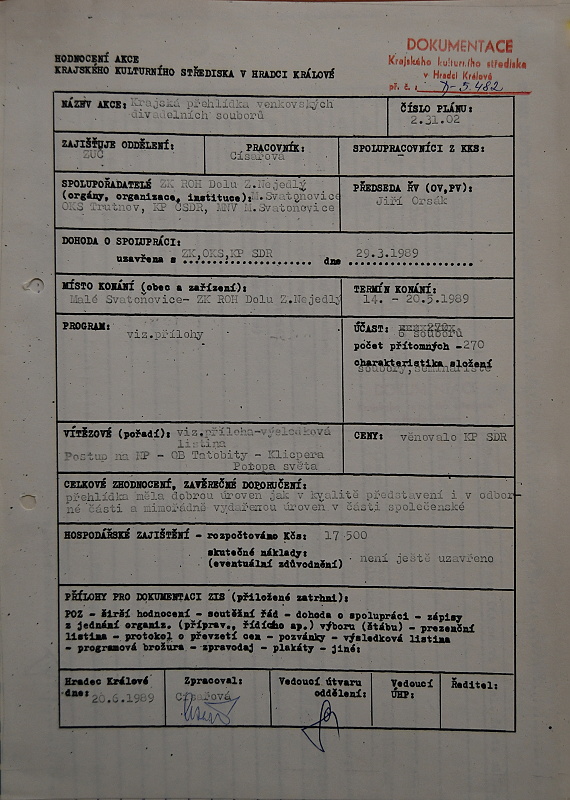 DOKUMENTACE
Krajského kulturního střediska
v Hradci Králové
př. č. : D-5.482
HODNOCENÍ AKCE
KRAJSKÉHO KULTURNÍHO STŘEDISKA V HRADCI KRÁLOVÉ
NÁZEV AKCE: Krajská přehlídka venkovských
divadelních souborů
ČÍSLO PLÁNU:
2.31.02
ZAJIŠŤUJE ODDĚLENÍ:
ZUČ
PRACOVNÍK:
Císařová
SPOLUPRACOVNÍCI Z KKS:
–
SPOLUPOŘADATELÉ ZK ROH Dolu Z.Nejedlý
(orgány, organizace, instituce): M.Svatoňovice
OKS Trutnov, KP ČSDR, MNV M.Svatoňovice
PŘEDSEDA ŘV (OV,PV):
Jiří Orsák
DOHODA O SPOLUPRÁCI:
uzavřena s ZK,OKS,KP SDR dne 29.3.1989
MÍSTO KONÁNÍ (obec a zařízení):
Malé Svatoňovice- ZK ROH Dolu Z.Nejedlý
TERMÍN KONÁNÍ:
14. - 20.5.1989
PROGRAM:
viz.přílohy
ÚČAST:
6 souborů
počet přítomných -270
charakteristika složení
soubory,seminaristé
VÍTĚZOVÉ (pořadí): viz.příloha-výsledková
listina
Postup na NP - OB Tatobity - Klicpera
Potopa světa
CENY: věnovalo KP SDR
CELKOVÉ ZHODNOCENÍ, ZÁVĚREČNÉ DOPORUČENÍ:
přehlídka měla dobrou úroveň jak v kvalitě představení i v odbor-
né části a mimořádně vydařenou úroveň v části společenské
HOSPODÁŘSKÉ ZAJIŠTĚNÍ - rozpočtováno Kčs: 17 500
skutečné náklady:
(eventuální zdůvodnění) není ještě uzavřeno
PŘÍLOHY PRO DOKUMENTACI ZIS (přiložené zatrhni):
POZ - širší hodnocení - soutěžní řád - dohoda o spolupráci - zápisy
z jednání organiz. (příprav., řídícího ap.) výboru (štábu) - prezenční
listina - protokol o převzetí cen - pozvánky - výsledková listina
- programová brožura - zpravodaj - plakáty - jiné:
Hradec Králové
dne: 20.6.1989
Zpracoval:
Císařová
Vedoucí útvaru
oddělení:
Vedoucí
ÚHP:
Ředitel: